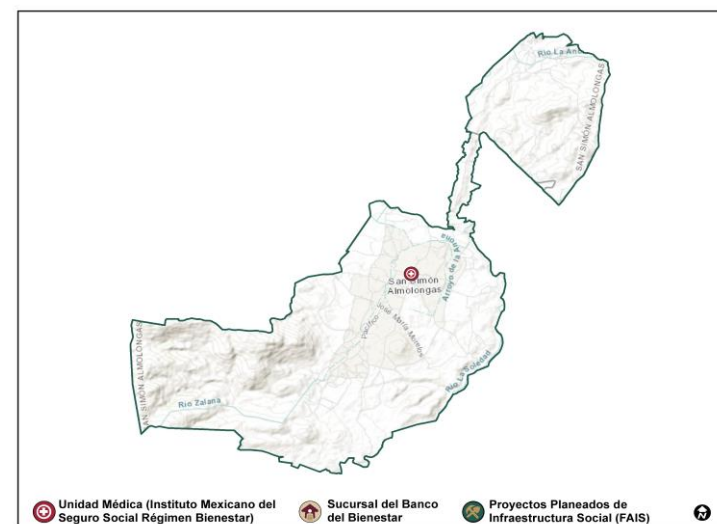 Río La And
SAN SIMÓN ALMOLONGAS
Arroyo de la
San Simón
Almolongas
Pacífico
José María Morelos
Río La Soledad
SAN SIMÓN ALMOLONGAS
Río Zalana
Unidad Médica (Instituto Mexicano del
Seguro Social Régimen Bienestar)
Sucursal del Banco
del Bienestar
Proyectos Planeados de
Infraestructura Social (FAIS)